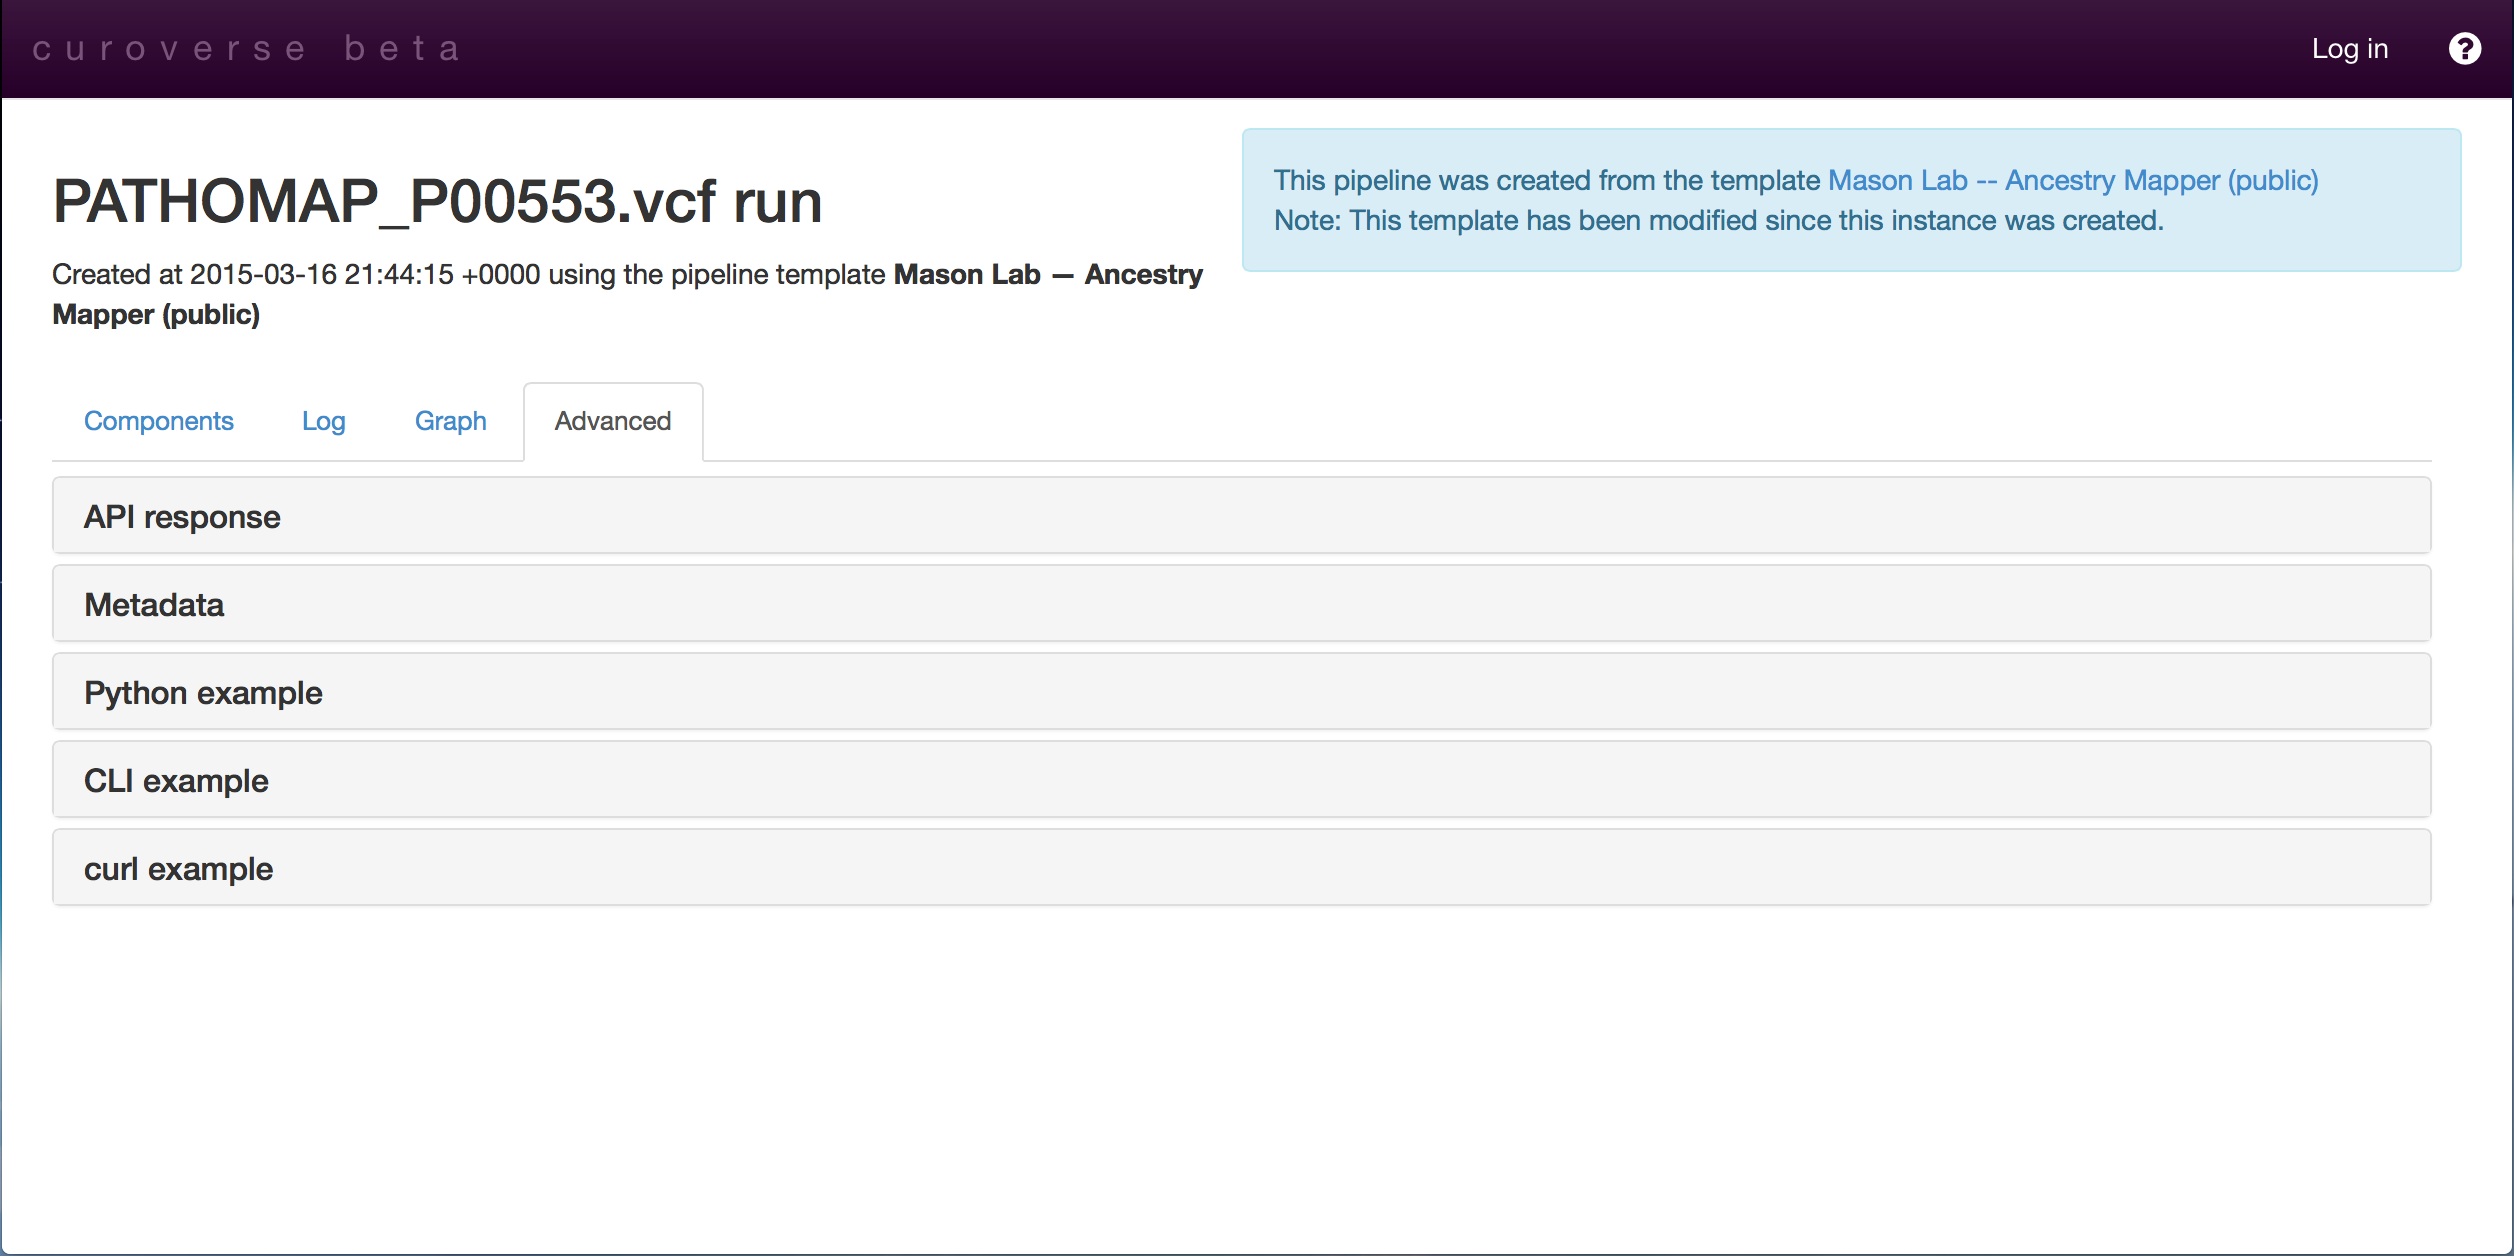 curoverse beta
Log in
?
This pipeline was created from the template Mason Lab -- Ancestry Mapper (public)
Note: This template has been modified since this instance was created.
PATHOMAP_P00553.vcf run
Created at 2015-03-16 21:44:15 +0000 using the pipeline template Mason Lab — Ancestry
Mapper (public)
Components
Log
Graph
Advanced
API response
Metadata
Python example
CLI example
curl example